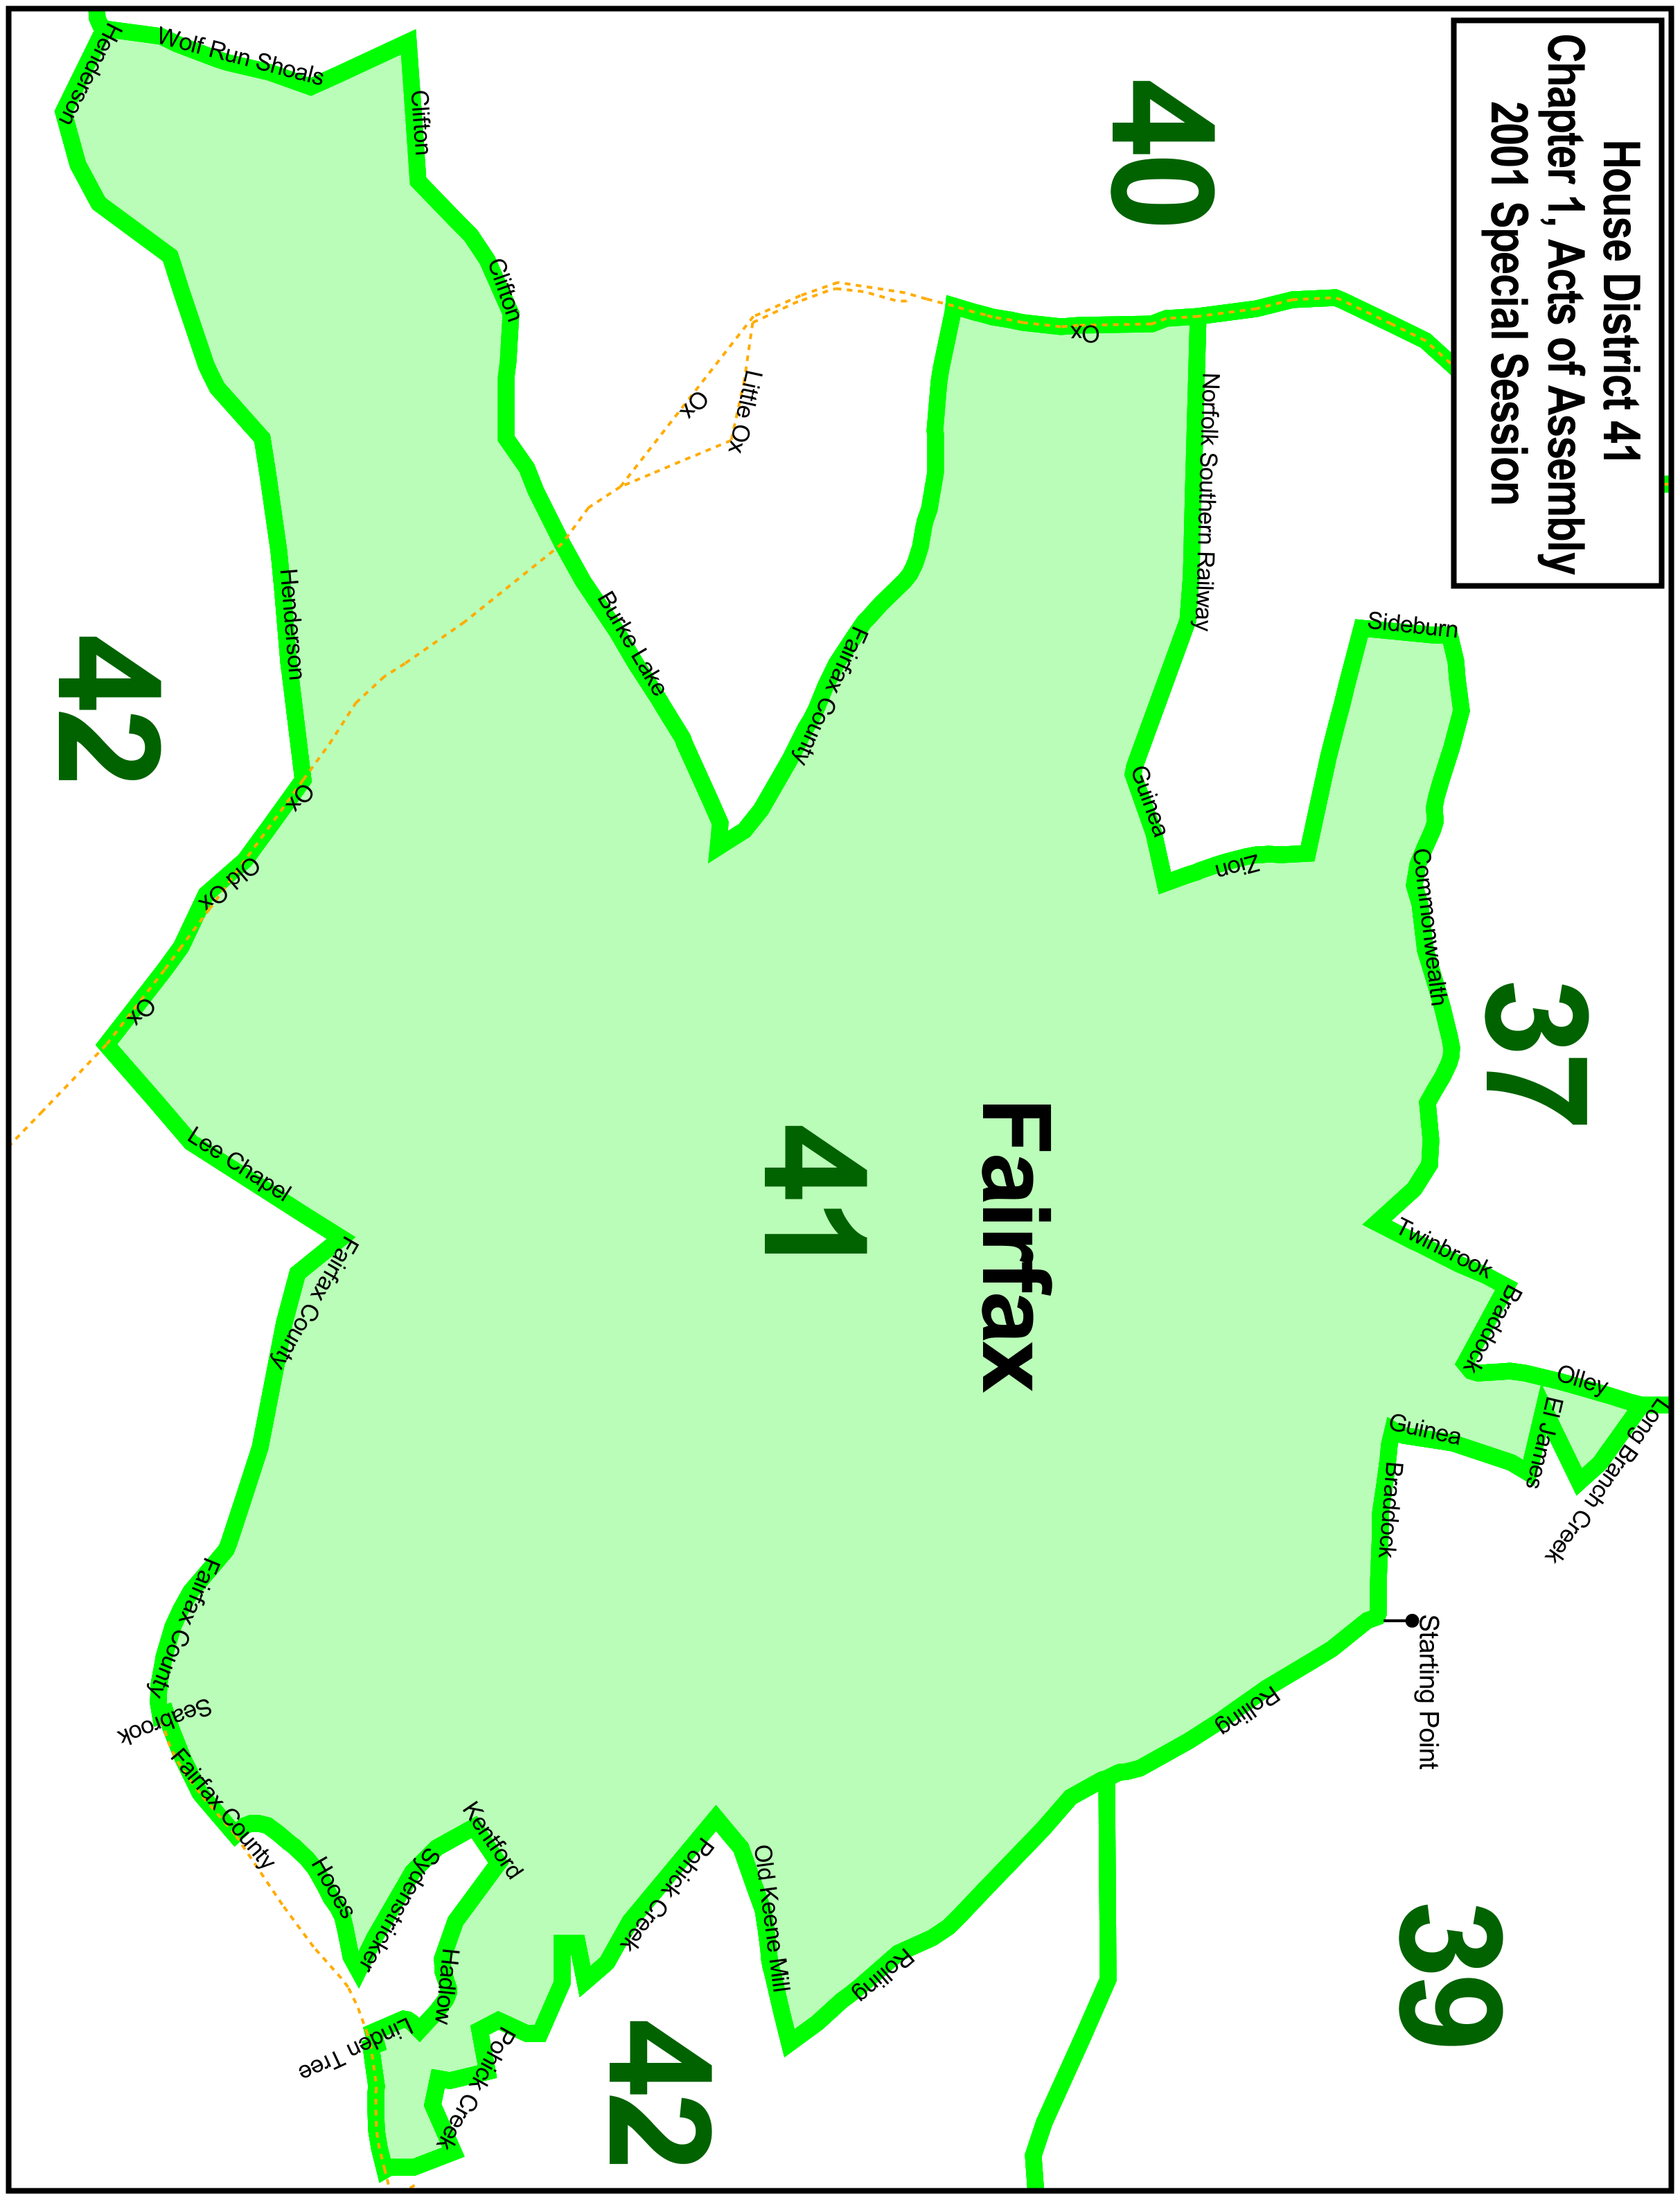 House District 41
Chapter 1, Acts of Assembly
2001 Special Session
40
37
39
42
42
41
Fairfax
Starting Point
Long Branch Creek
Olley
El James
Guinea
Braddock
Braddock
Twinbrook
Commonwealth
Sideburn
Zion
Guinea
Norfolk Southern Railway
Ox
Fairfax County
Little Ox
Ox
Burke Lake
Clifton
Clifton
Wolf Run Shoals
Henderson
Henderson
Ox
Old Ox
Ox
Lee Chapel
Fairfax County
Fairfax County
Seabrook
Fairfax County
Hooes
Sydenstricker
Kentford
Hadlow
Linden Tree
Pohick Creek
Pohick Creek
Old Keene Mill
Rolling
Rolling